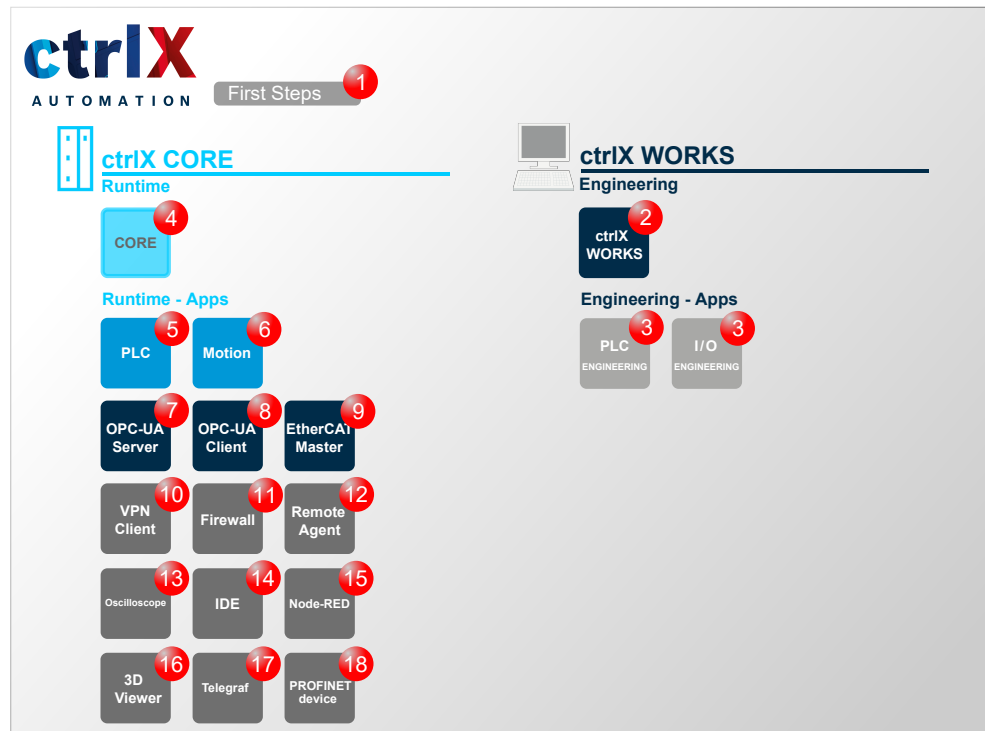 ctrlX
AUTOMATION
First Steps
1
ctrlX CORE
Runtime
4
CORE
Runtime - Apps
5
PLC
6
Motion
7
OPC-UA
Server
8
OPC-UA
Client
9
EtherCAT
Master
10
VPN
Client
11
Firewall
12
Remote
Agent
13
Oscilloscope
14
IDE
15
Node-RED
16
3D
Viewer
17
Telegraf
18
PROFINET
device
ctrlX WORKS
Engineering
2
ctrlX
WORKS
Engineering - Apps
3
PLC
ENGINEERING
3
I/O
ENGINEERING